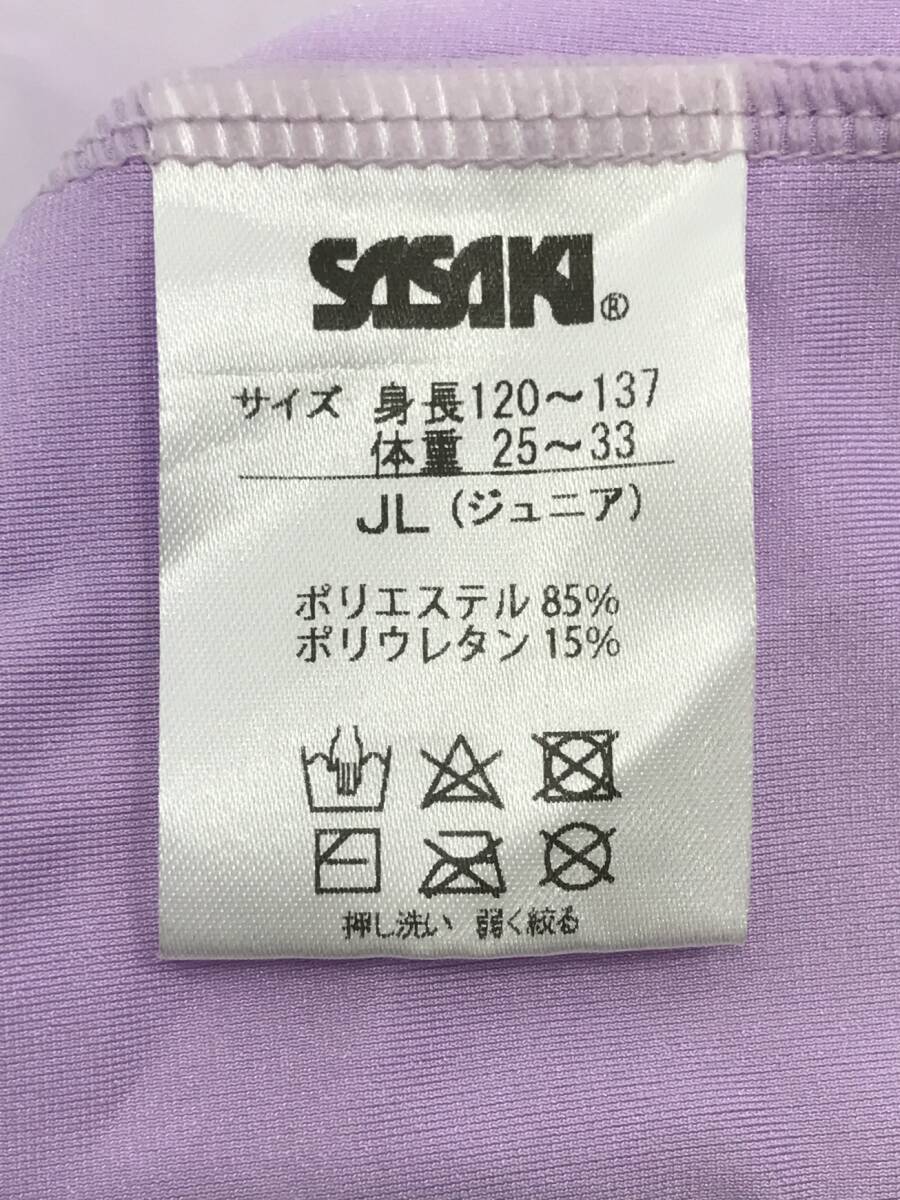 SASAKI®
サイズ 身長120～137
体重 25～33
JL (ジュニア)
ポリエステル 85%
ポリウレタン 15%
押し洗い 弱く絞る